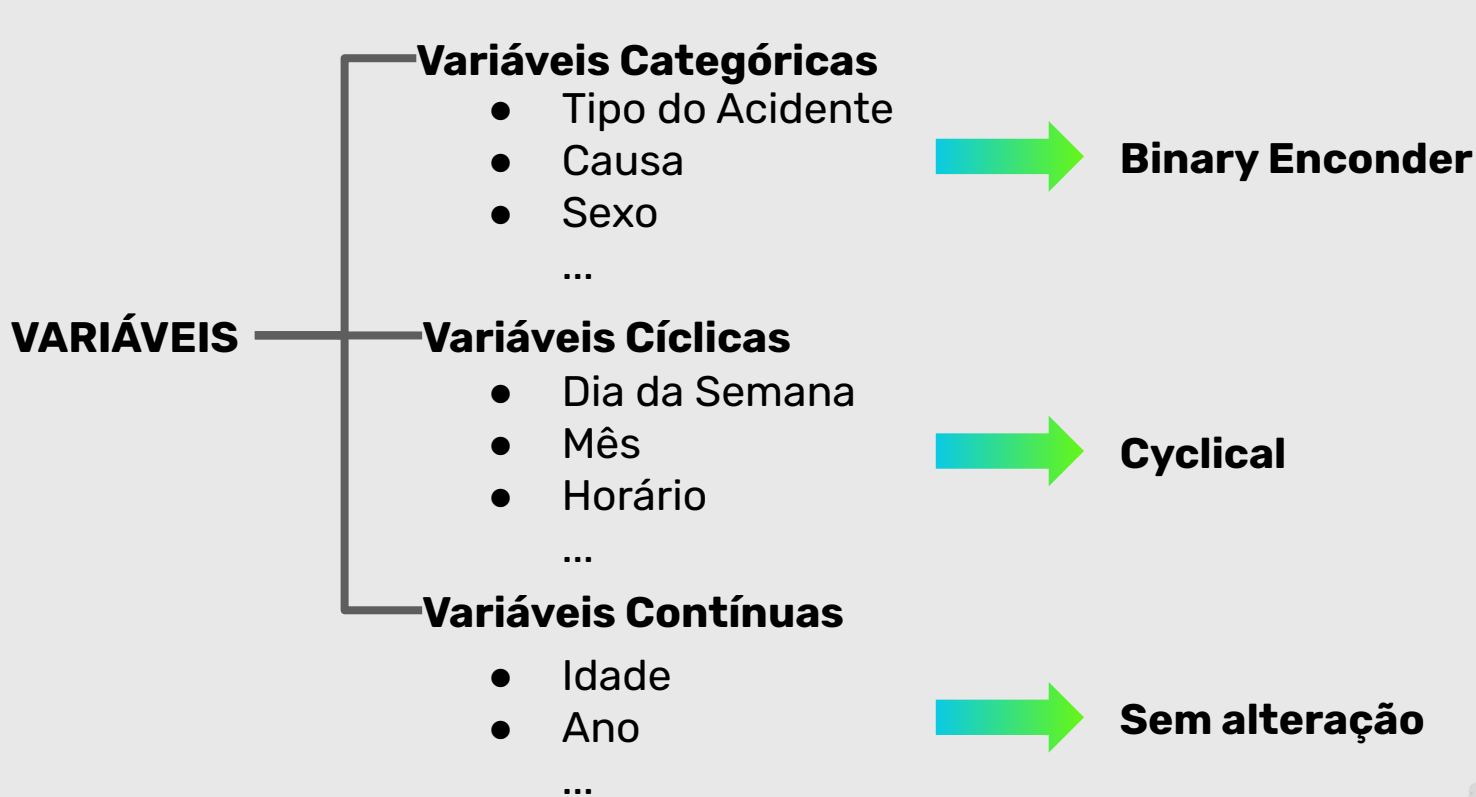 Variáveis Categóricas
● Tipo do Acidente
● Causa
● Sexo
...
Binary Enconder
VARIÁVEIS
Variáveis Cíclicas
● Dia da Semana
● Mês
● Horário
...
Cyclical
Variáveis Contínuas
● Idade
● Ano
...
Sem alteração